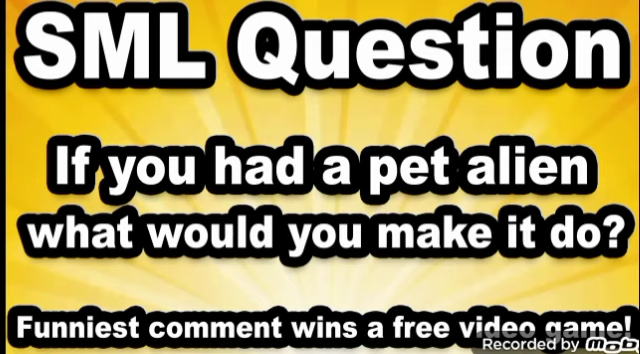 SML Question
If you had a pet alien
what would you make it do?
Funniest comment wins a free video game!
Recorded by mob